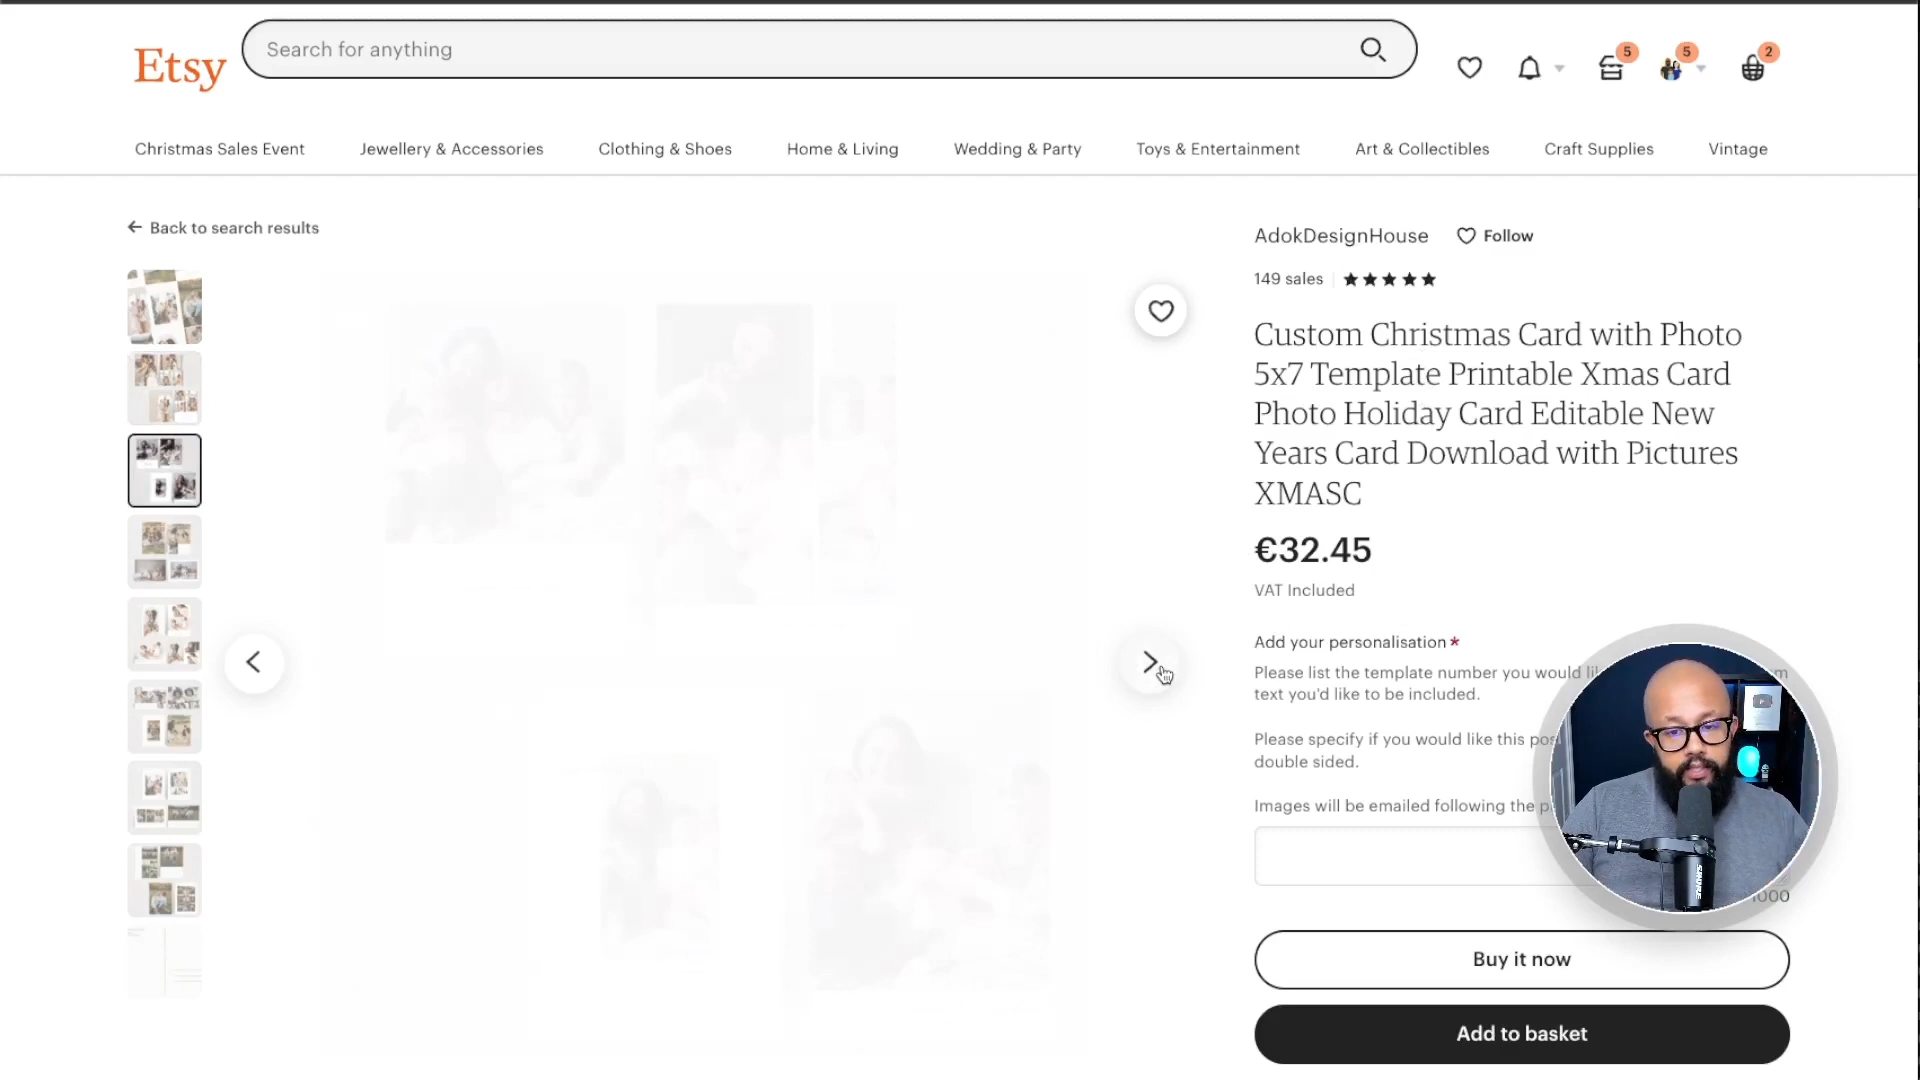 Etsy
Search for anything
5
5
2
Christmas Sales Event
Jewellery & Accessories
Clothing & Shoes
Home & Living
Wedding & Party
Toys & Entertainment
Art & Collectibles
Craft Supplies
Vintage
Back to search results
AdokDesignHouse
Follow
149 sales
Custom Christmas Card with Photo
5x7 Template Printable Xmas Card
Photo Holiday Card Editable New
Years Card Download with Pictures
XMASC
€32.45
VAT Included
Add your personalisation *
Please list the template number you would
text you'd like to be included.
Please specify if you would like this
double sided.
Images will be emailed following the
SHURE
1000
Buy it now
Add to basket